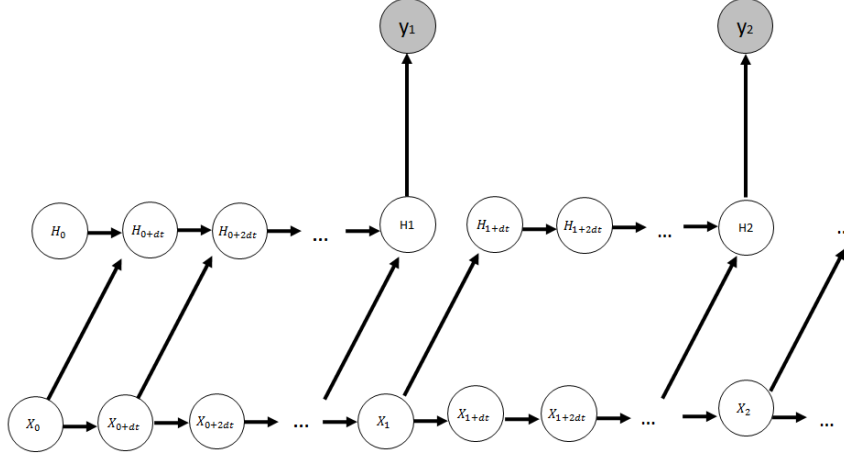 y₁ y₂
H₀ H₀₊dt H₀₊₂dt ... H1 H₁₊dt H₁₊₂dt ... H2 ...
X₀ X₀₊dt X₀₊₂dt ... X₁ X₁₊dt X₁₊₂dt ... X₂ ...